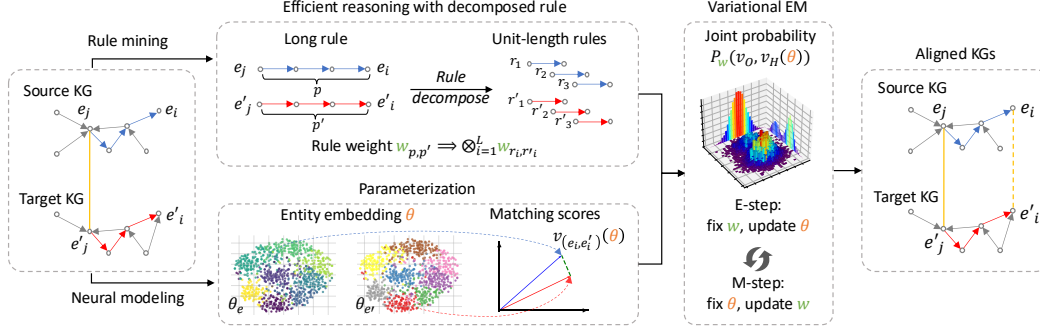 Rule mining
Source KG
e_j
e_i
Target KG
e'_j
e'_i
Neural modeling
Efficient reasoning with decomposed rule
Long rule
e_j
e_i
p
e'_j
e'_i
p'
Rule
decompose
Unit-length rules
r_1
r_2
r_3
r'_1
r'_2
r'_3
Rule weight w_{p,p'} ⟹ ⊗_{i=1}^{L} w_{r_i,r'_i}
Parameterization
Entity embedding θ
Matching scores
θ_e
θ_{e'}
v_{(e_i,e'_i)}(θ)
Variational EM
Joint probability
P_w(v_O, v_H(θ))
E-step:
fix w, update θ
M-step:
fix θ, update w
Aligned KGs
Source KG
e_j
e_i
Target KG
e'_j
e'_i